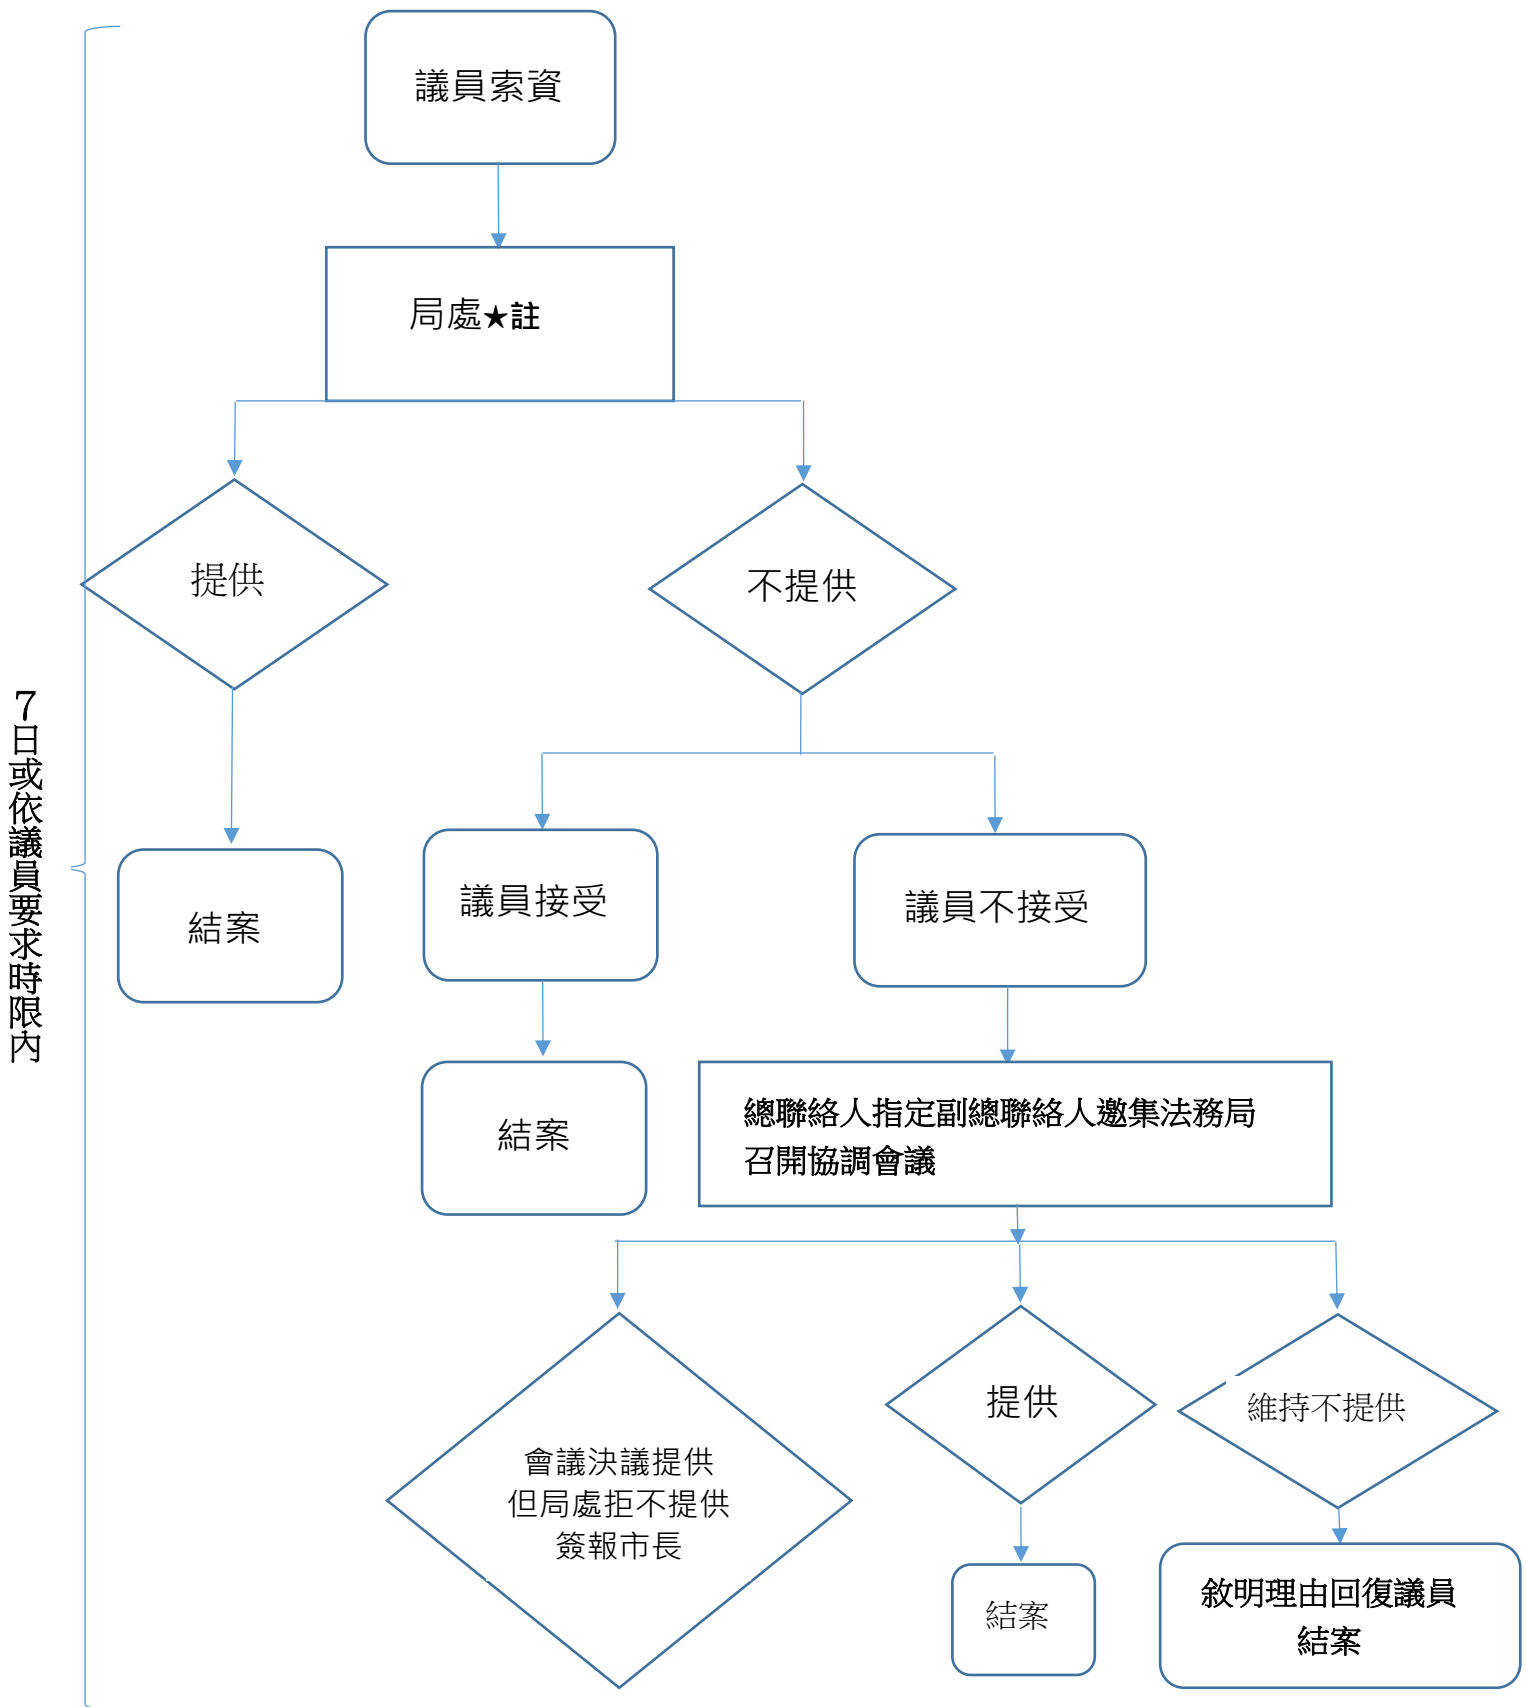 議員索資
局處★註
提供
不提供
7日或依議員要求時限內
議員接受
議員不接受
結案
結案
總聯絡人指定副總聯絡人邀集法務局
召開協調會議
會議決議提供
但局處拒不提供
簽報市長
提供
維持不提供
結案
敘明理由回復議員
結案